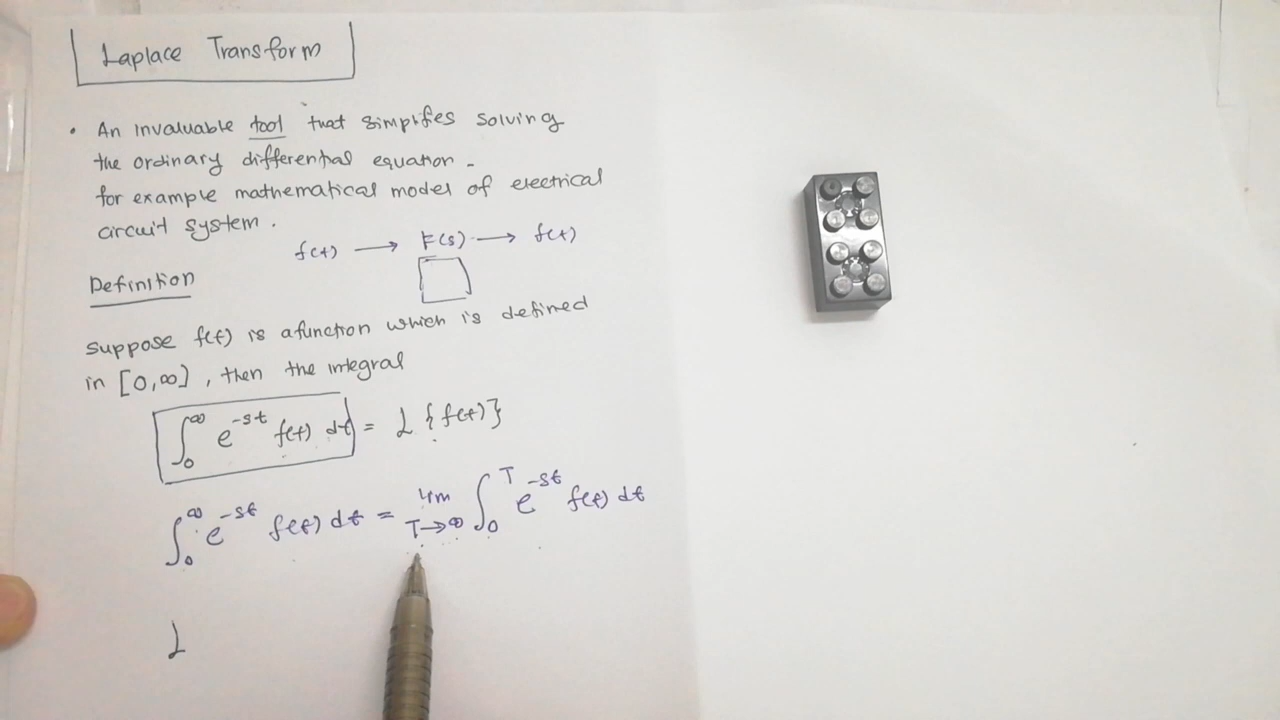 Laplace Transform
• An invaluable tool that simplifes solving
the ordinary differential equation.
for example mathematical model of electrical
circuit system.
f(t) → F(s) → f(t)
Definition
suppose f(t) is a function which is defined
in [0,∞), then the integral
∫₀^∞ e^-st f(t) dt = L {f(t)}
∫₀^∞ e^-st f(t) dt = lim T→∞ ∫₀^T e^-st f(t) dt
L